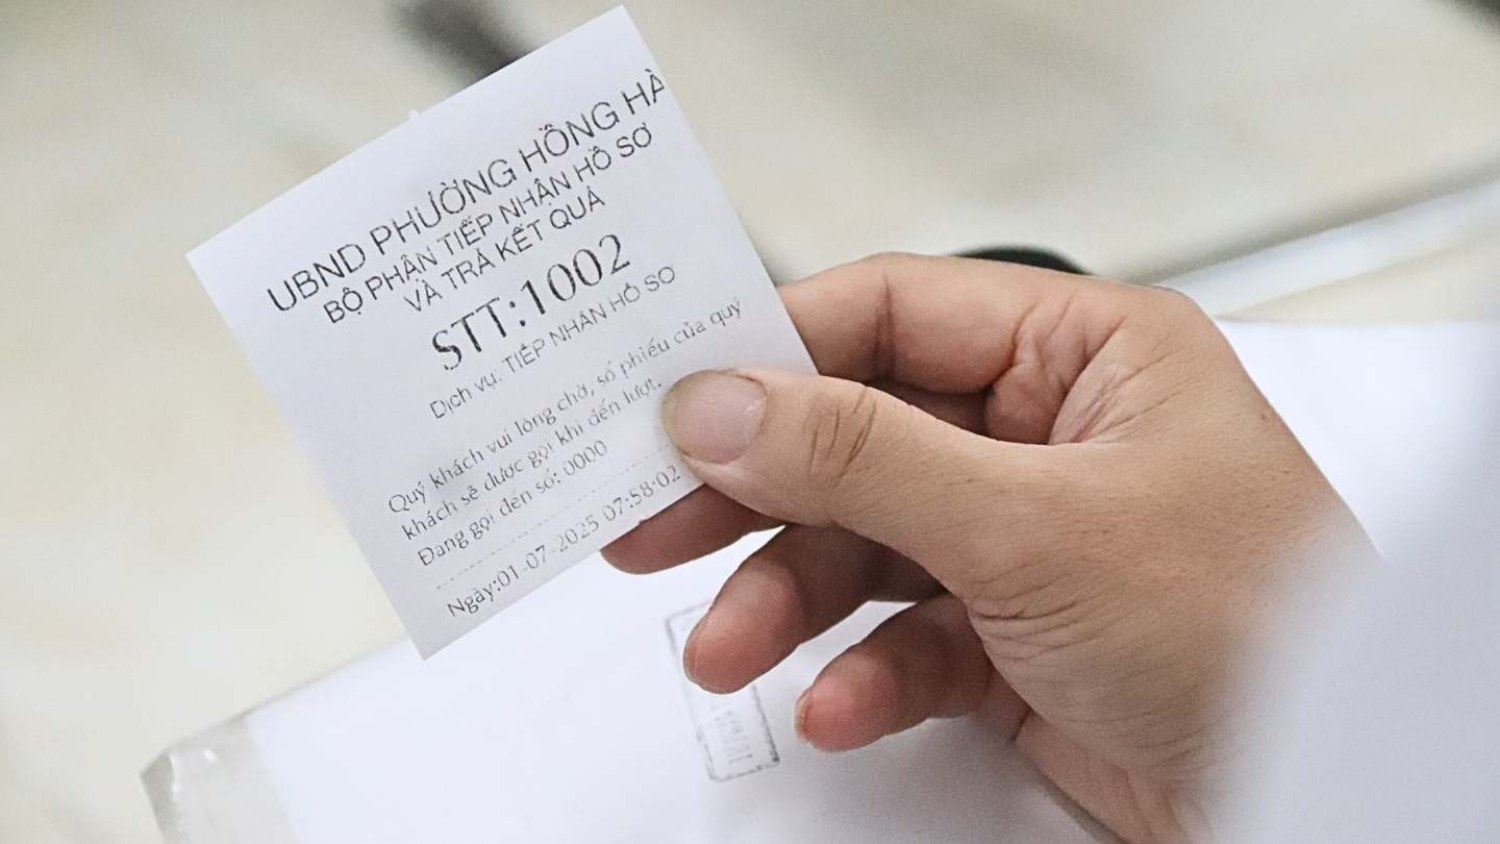 UBND PHƯỜNG HỒNG HÀ
BỘ PHẬN TIẾP NHẬN HỒ SƠ
VÀ TRẢ KẾT QUẢ
STT:1002
Dịch vụ: TIẾP NHẬN HỒ SƠ
Quý khách vui lòng chờ, số phiếu của quý
khách sẽ được gọi khi đến lượt.
Đang gọi đến số: 0000
Ngày:01-07-2025 07:58:02